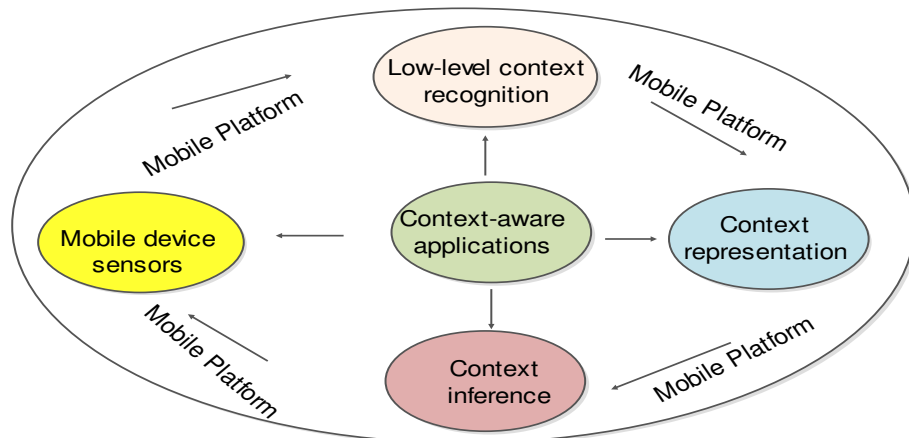 Low-level context
recognition
Mobile Platform
Mobile Platform
Mobile device
sensors
Context-aware
applications
Context
representation
Mobile Platform
Mobile Platform
Context
inference